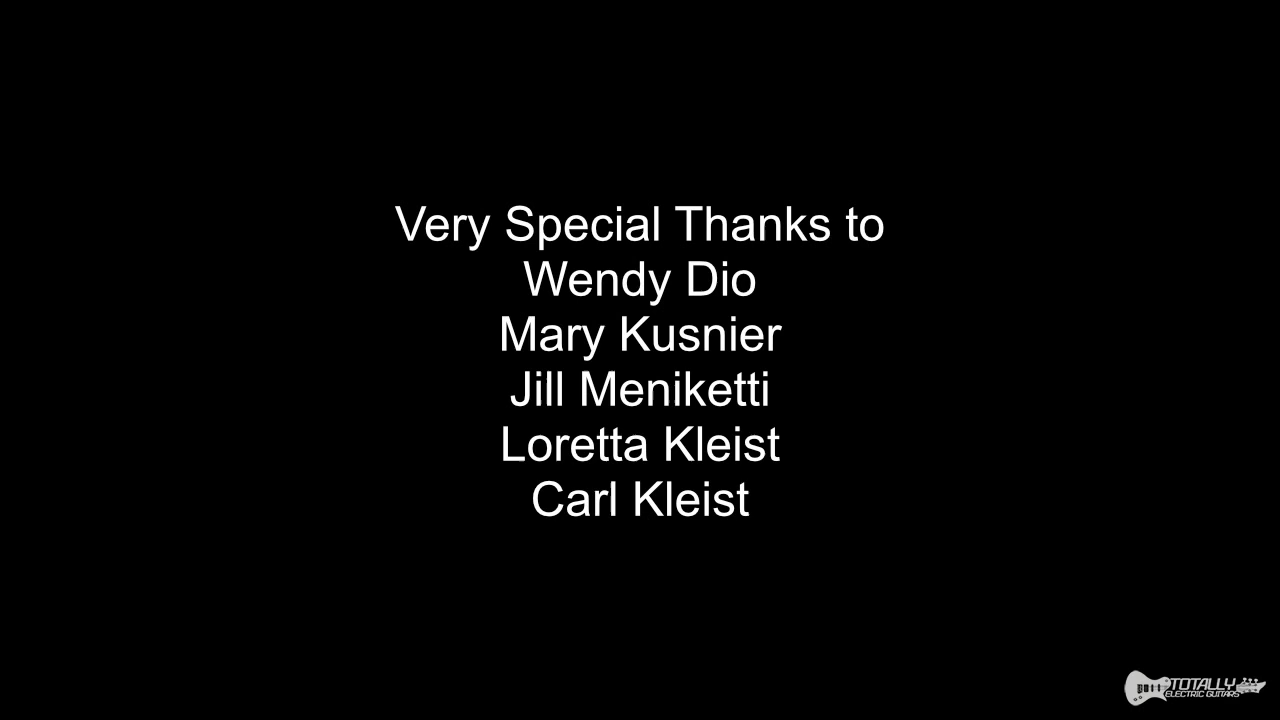 Very Special Thanks to
Wendy Dio
Mary Kusnier
Jill Meniketti
Loretta Kleist
Carl Kleist
TOTALLY
ELECTRIC GUITARS